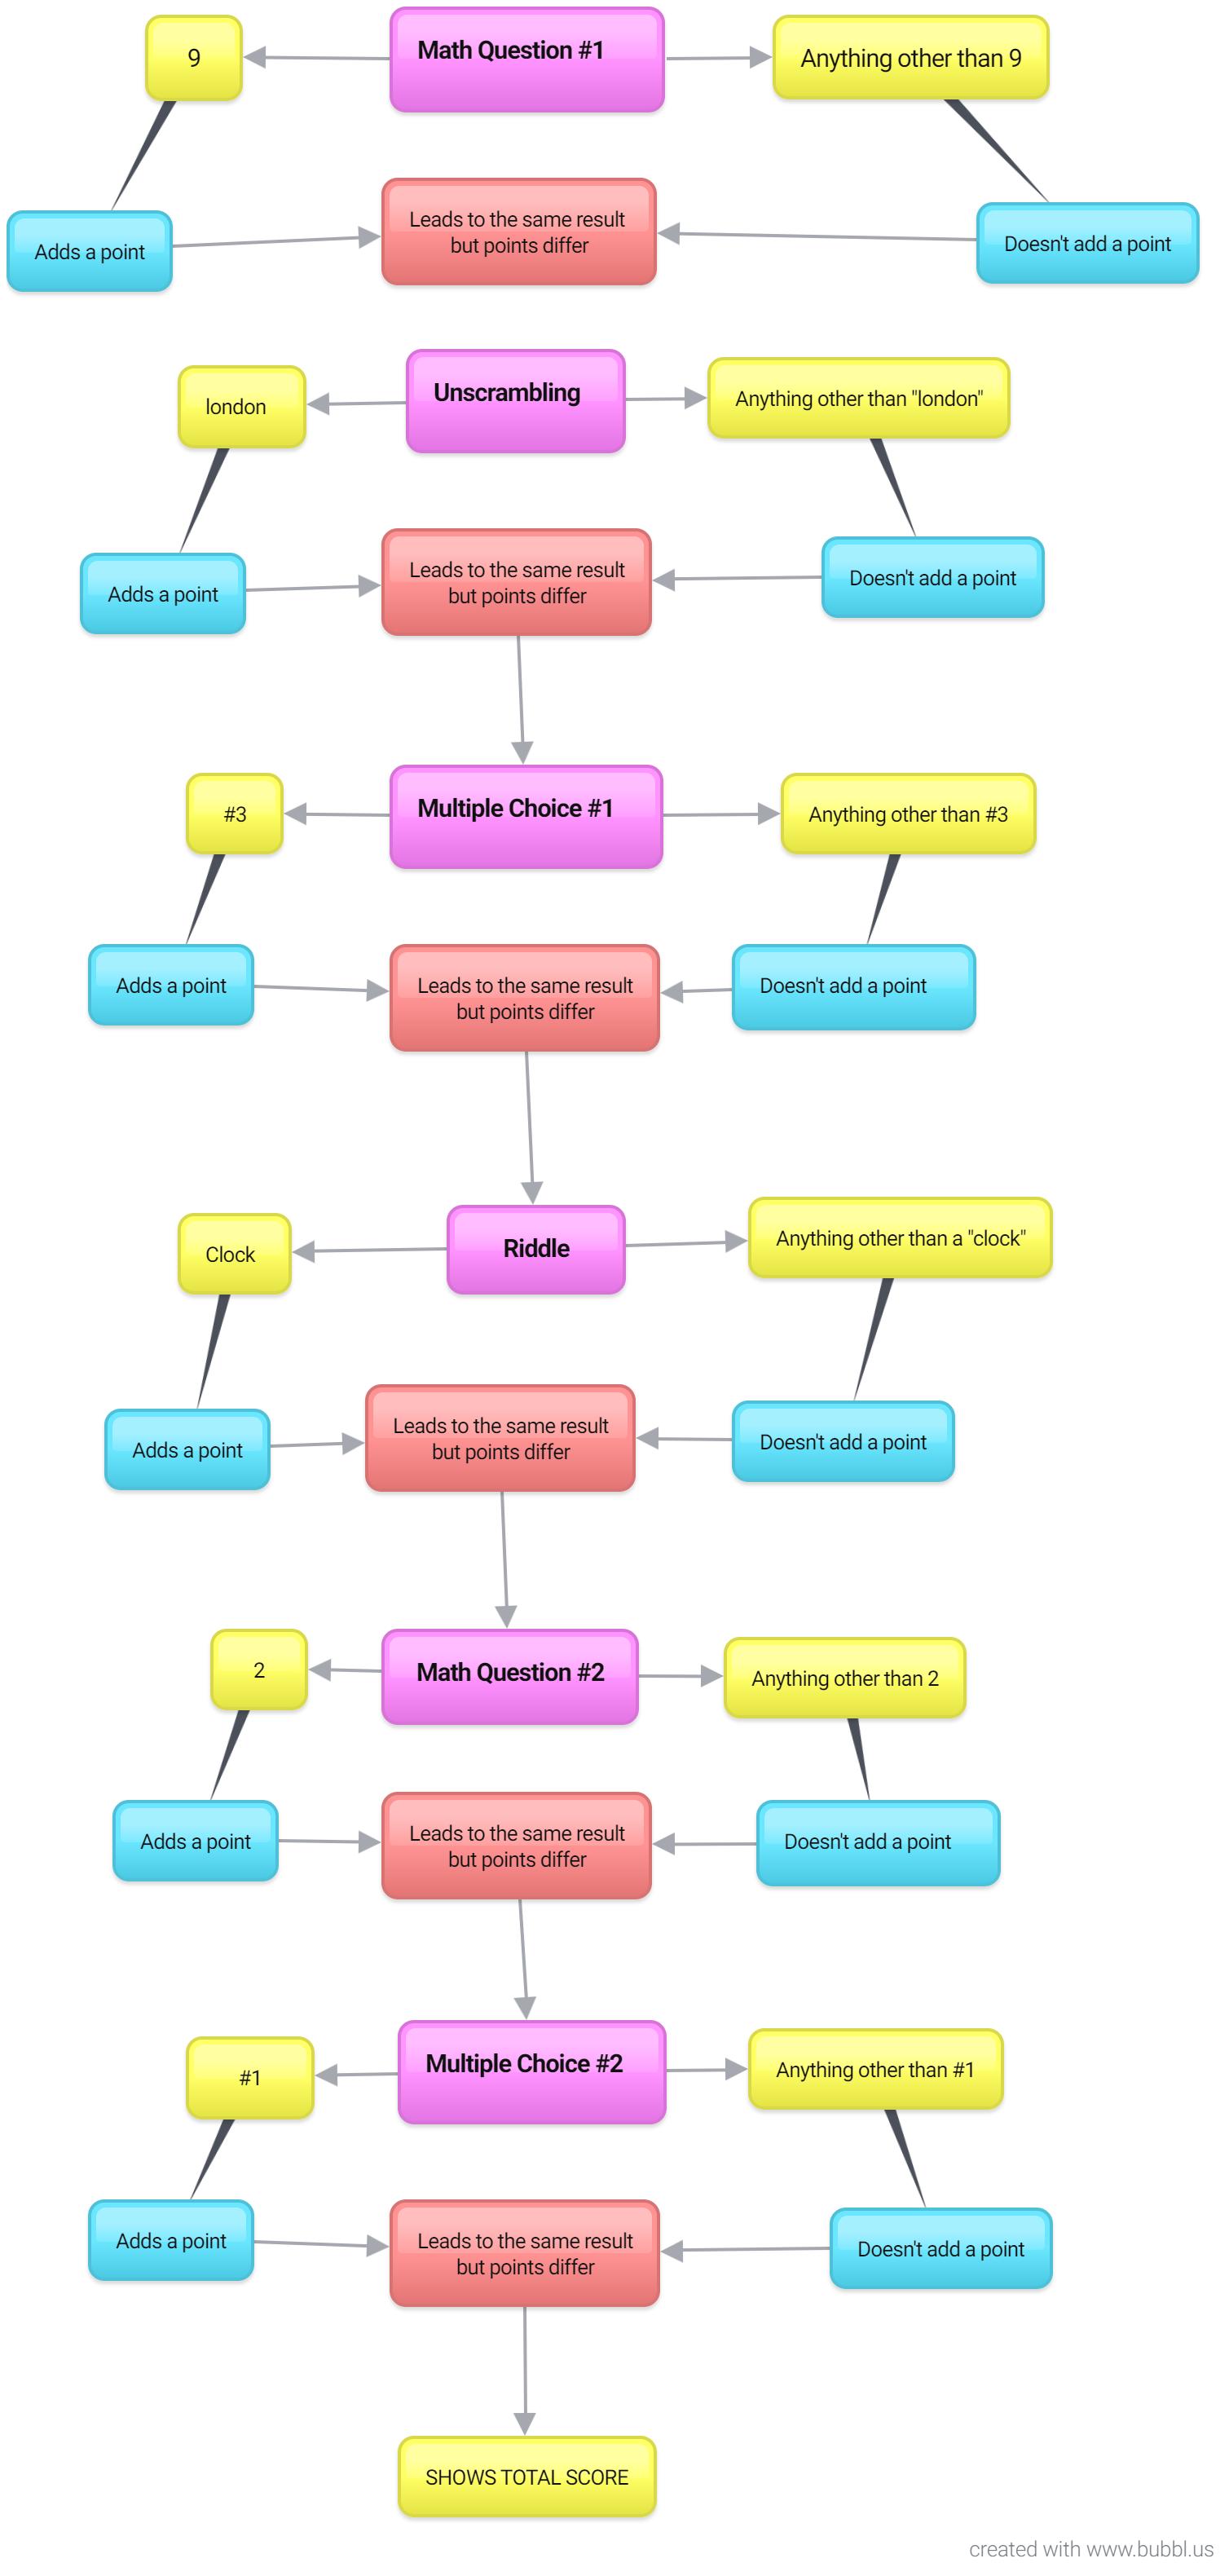 9
Math Question #1
Anything other than 9
Adds a point
Leads to the same result
but points differ
Doesn't add a point
london
Unscrambling
Anything other than "london"
Adds a point
Leads to the same result
but points differ
Doesn't add a point
#3
Multiple Choice #1
Anything other than #3
Adds a point
Leads to the same result
but points differ
Doesn't add a point
Clock
Riddle
Anything other than a "clock"
Adds a point
Leads to the same result
but points differ
Doesn't add a point
2
Math Question #2
Anything other than 2
Adds a point
Leads to the same result
but points differ
Doesn't add a point
#1
Multiple Choice #2
Anything other than #1
Adds a point
Leads to the same result
but points differ
Doesn't add a point
SHOWS TOTAL SCORE
created with www.bubbl.us